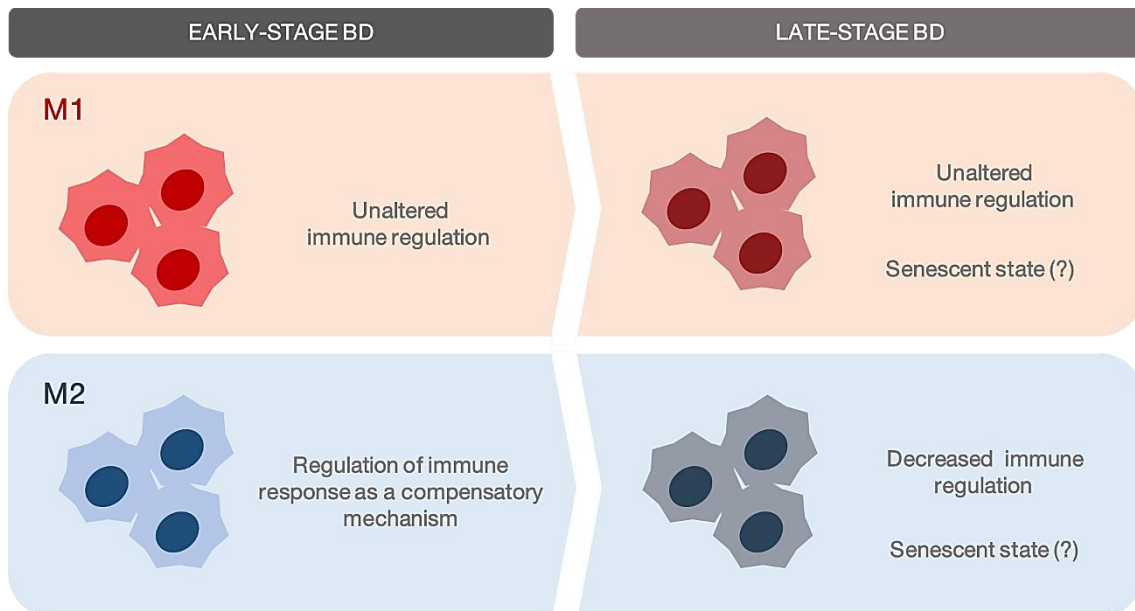 EARLY-STAGE BD
LATE-STAGE BD
M1
Unaltered
immune regulation
Unaltered
immune regulation
Senescent state (?)
M2
Regulation of immune
response as a compensatory
mechanism
Decreased immune
regulation
Senescent state (?)